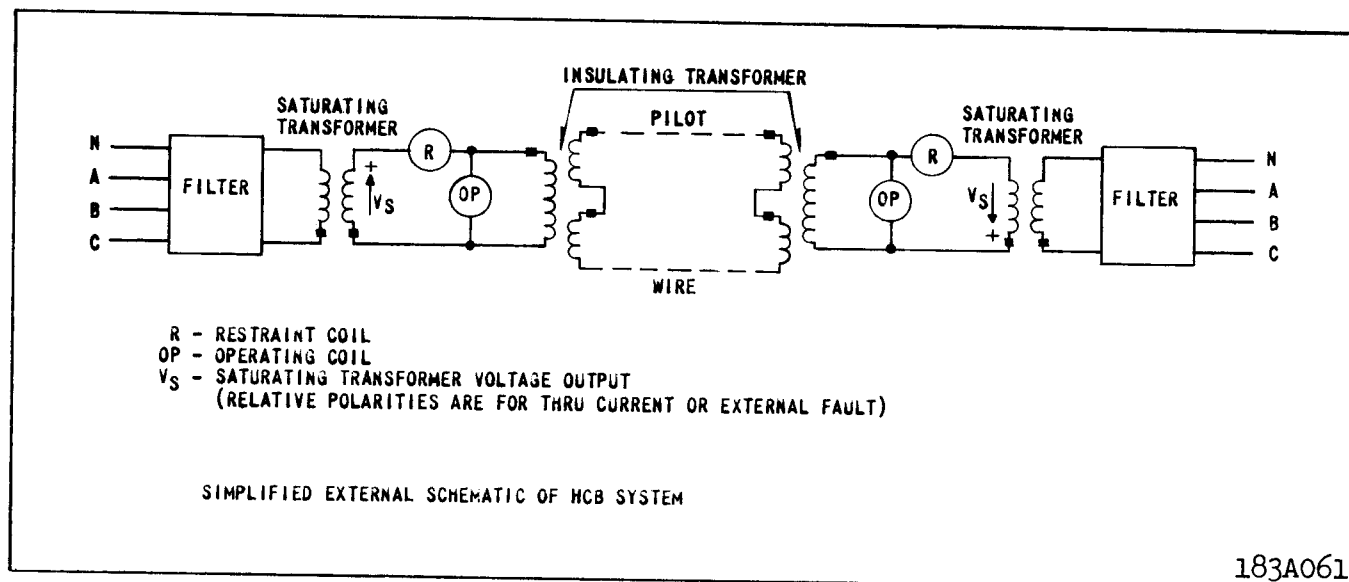 INSULATING TRANSFORMER
SATURATING
TRANSFORMER
PILOT
SATURATING
TRANSFORMER
N
A
B
C
FILTER
+
VS
R
OP
WIRE
OP
R
VS
+
FILTER
N
A
B
C
R - RESTRAINT COIL
OP - OPERATING COIL
VS - SATURATING TRANSFORMER VOLTAGE OUTPUT
(RELATIVE POLARITIES ARE FOR THRU CURRENT OR EXTERNAL FAULT)
SIMPLIFIED EXTERNAL SCHEMATIC OF HCB SYSTEM
183A061